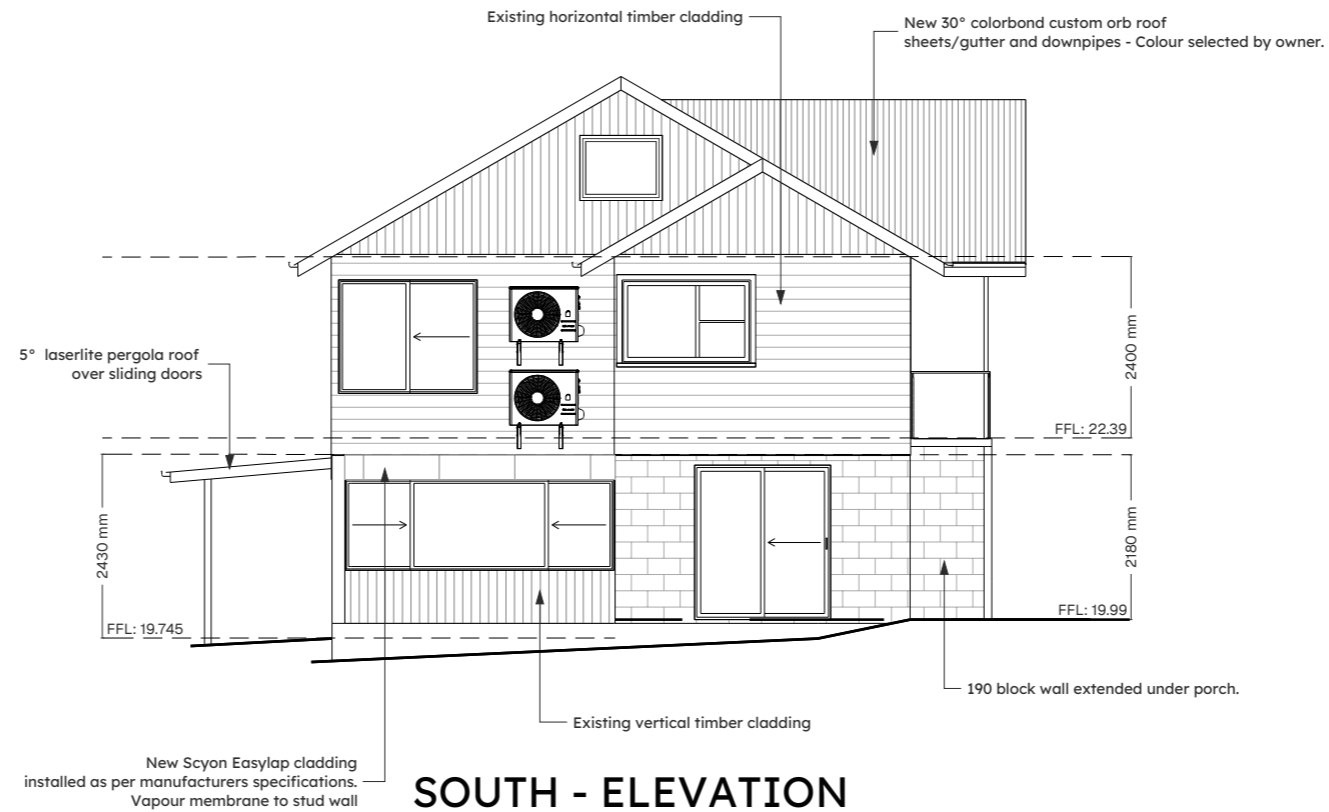 Existing horizontal timber cladding
New 30° colorbond custom orb roof
sheets/gutter and downpipes - Colour selected by owner.
5° laserlite pergola roof
over sliding doors
2400 mm
FFL: 22.39
2430 mm
2180 mm
FFL: 19.745
FFL: 19.99
190 block wall extended under porch.
Existing vertical timber cladding
New Scyon Easylap cladding
installed as per manufacturers specifications.
Vapour membrane to stud wall
SOUTH - ELEVATION